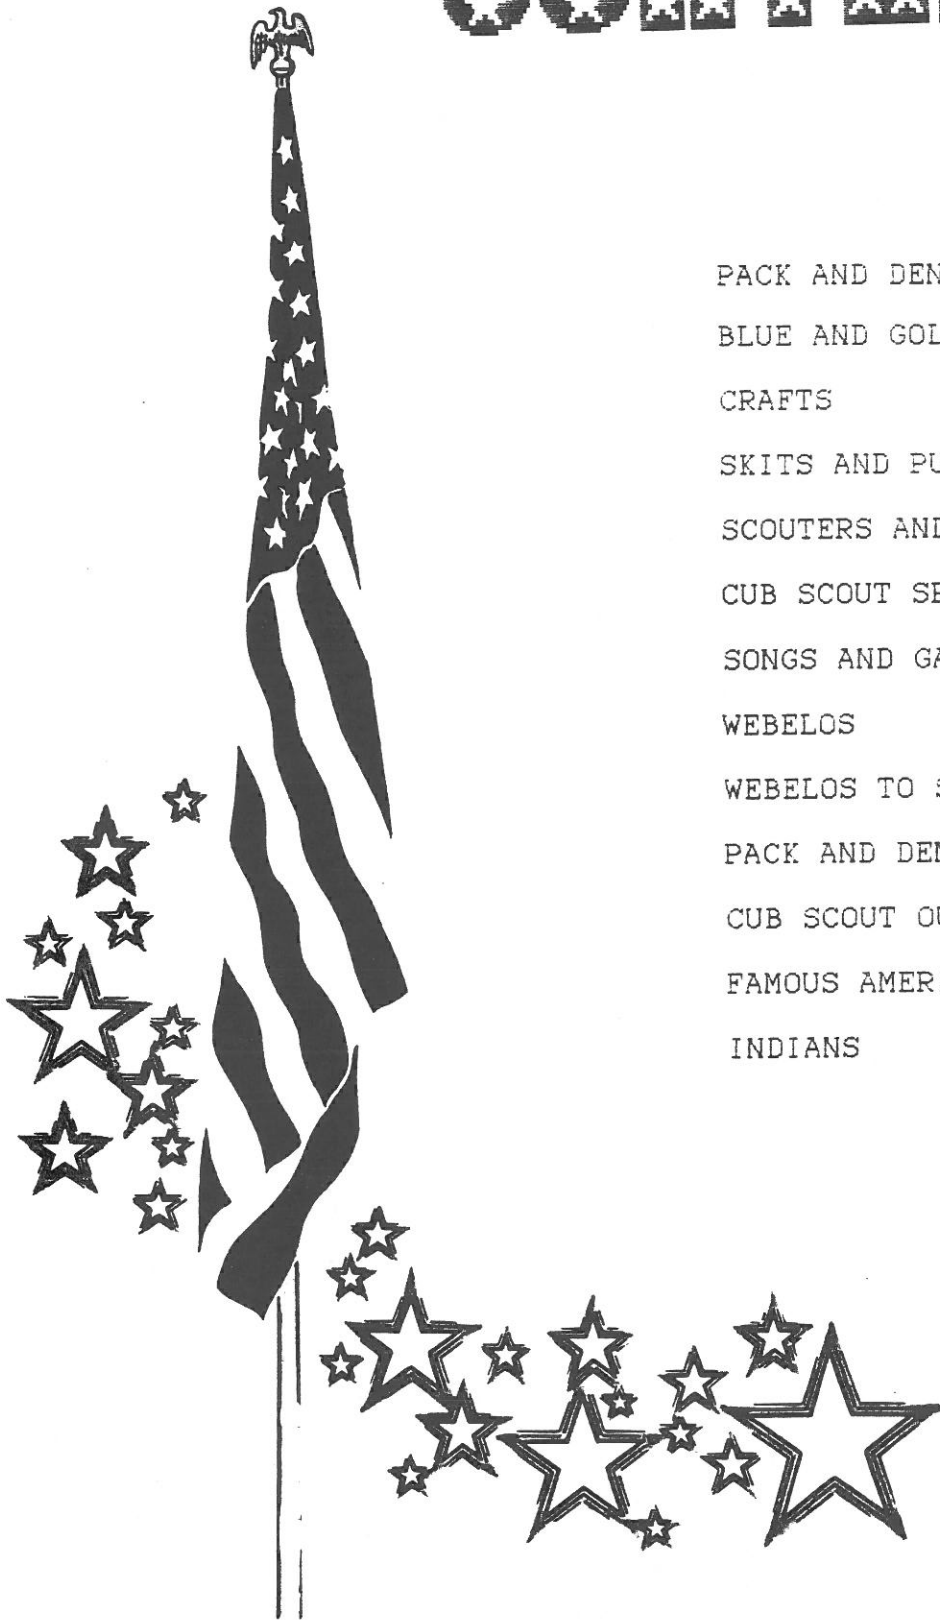 PACK AND DEN
BLUE AND GOL
CRAFTS
SKITS AND PU
SCOUTERS AND
CUB SCOUT SE
SONGS AND GA
WEBELOS
WEBELOS TO S
PACK AND DEN
CUB SCOUT OU
FAMOUS AMER
INDIANS